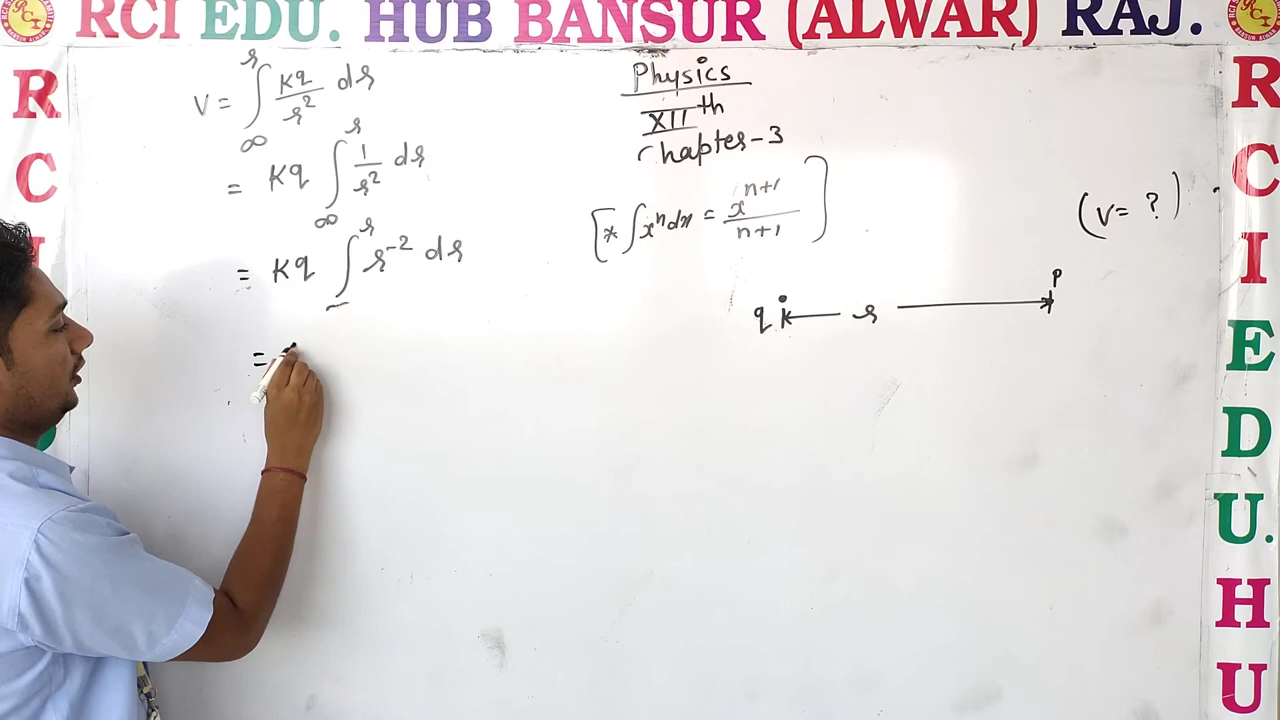 RCI EDU. HUB BANSUR (ALWAR) RAJ.
R
C
I
V = ∫∞^r Kq/r² dr
= Kq ∫∞^r 1/r² dr
= Kq ∫^r r⁻² dr
=
Physics
XIIth
Chapter-3
[* ∫xⁿdx = xⁿ⁺¹/n+1]
(V= ?)
P
q r
R
C
I
E
D
U.
H
U